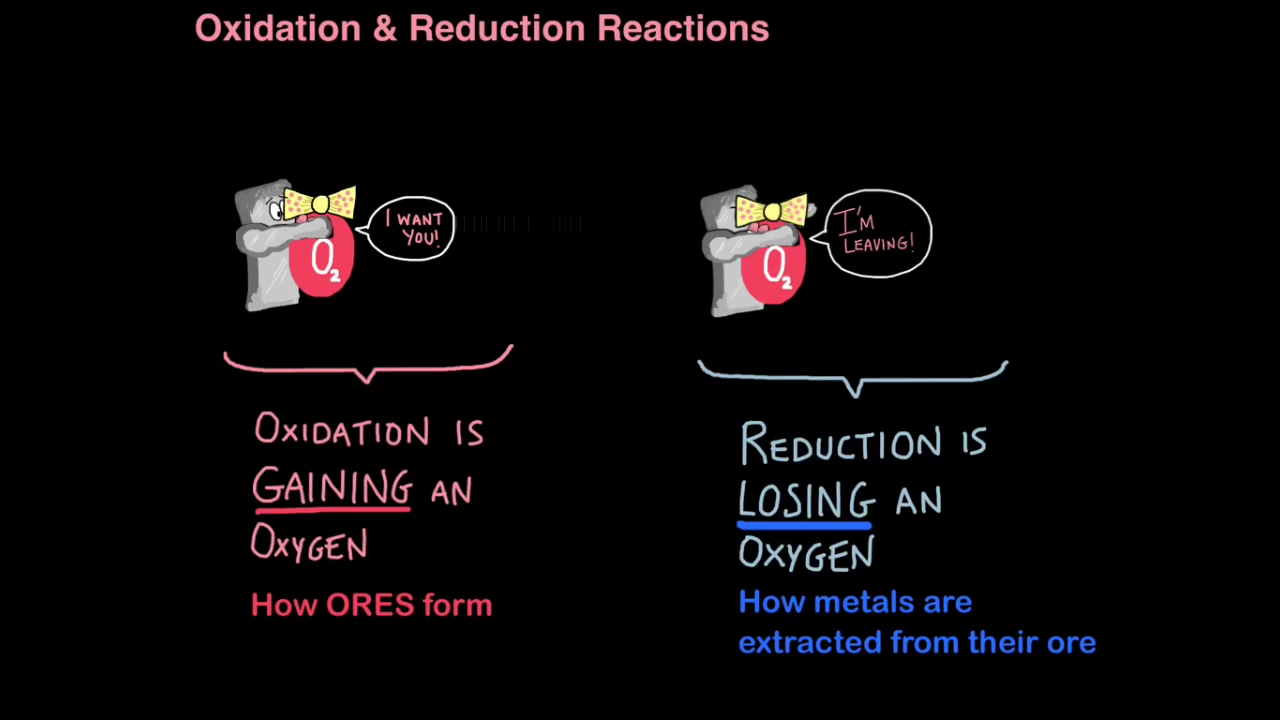 Oxidation & Reduction Reactions
I WANT
YOU!
O2
OXIDATION IS
GAINING AN
OXYGEN
How ORES form
I'M
LEAVING!
O2
REDUCTION IS
LOSING AN
OXYGEN
How metals are
extracted from their ore